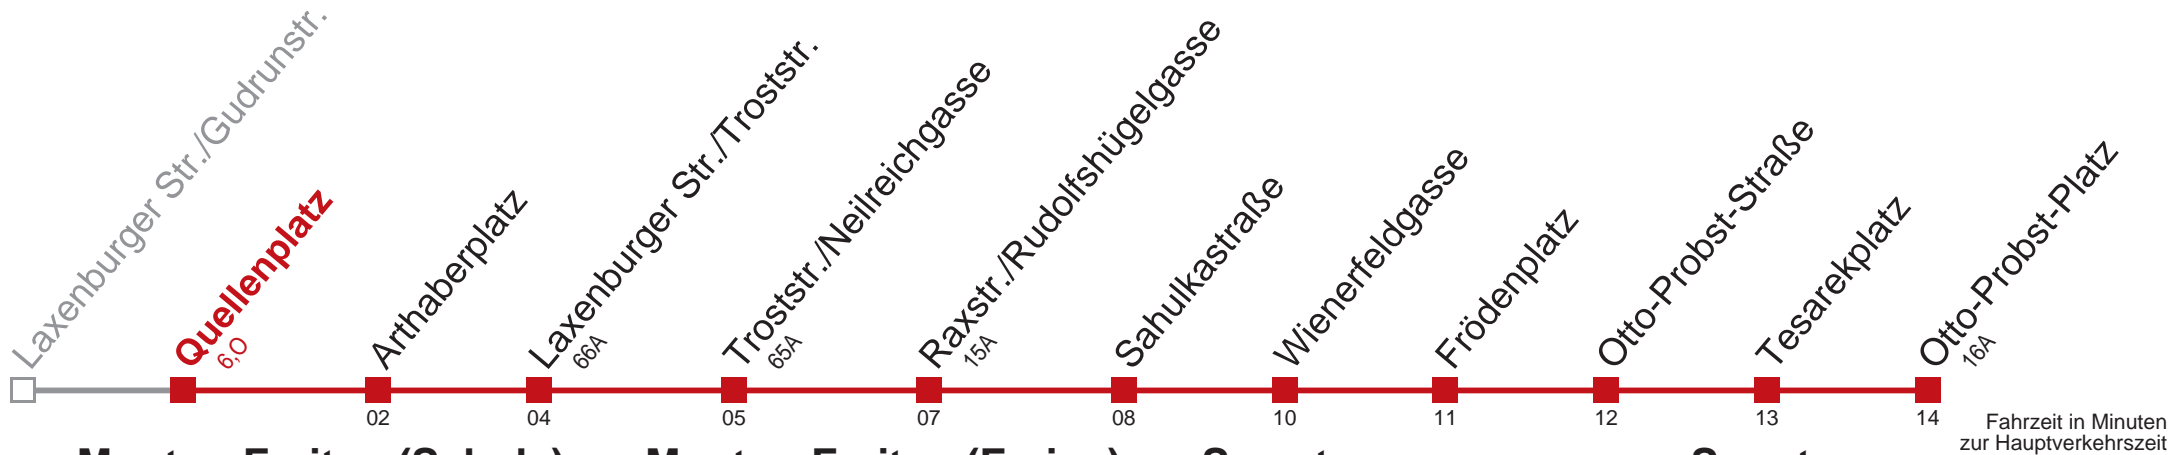 Laxenburger Str./Gudrunstr.
Quellenplatz
6,O
Arthaberplatz
Laxenburger Str./Troststr.
66A
Troststr./Neilreichgasse
65A
Raxstr./Rudolfshügelgasse
15A
Sahulkastraße
Wienerfeldgasse
Frödenplatz
Otto-Probst-Straße
Tesarekplatz
Otto-Probst-Platz
16A
02 04 05 07 08 10 11 12 13 14
Fahrzeit in Minuten
zur Hauptverkehrszeit